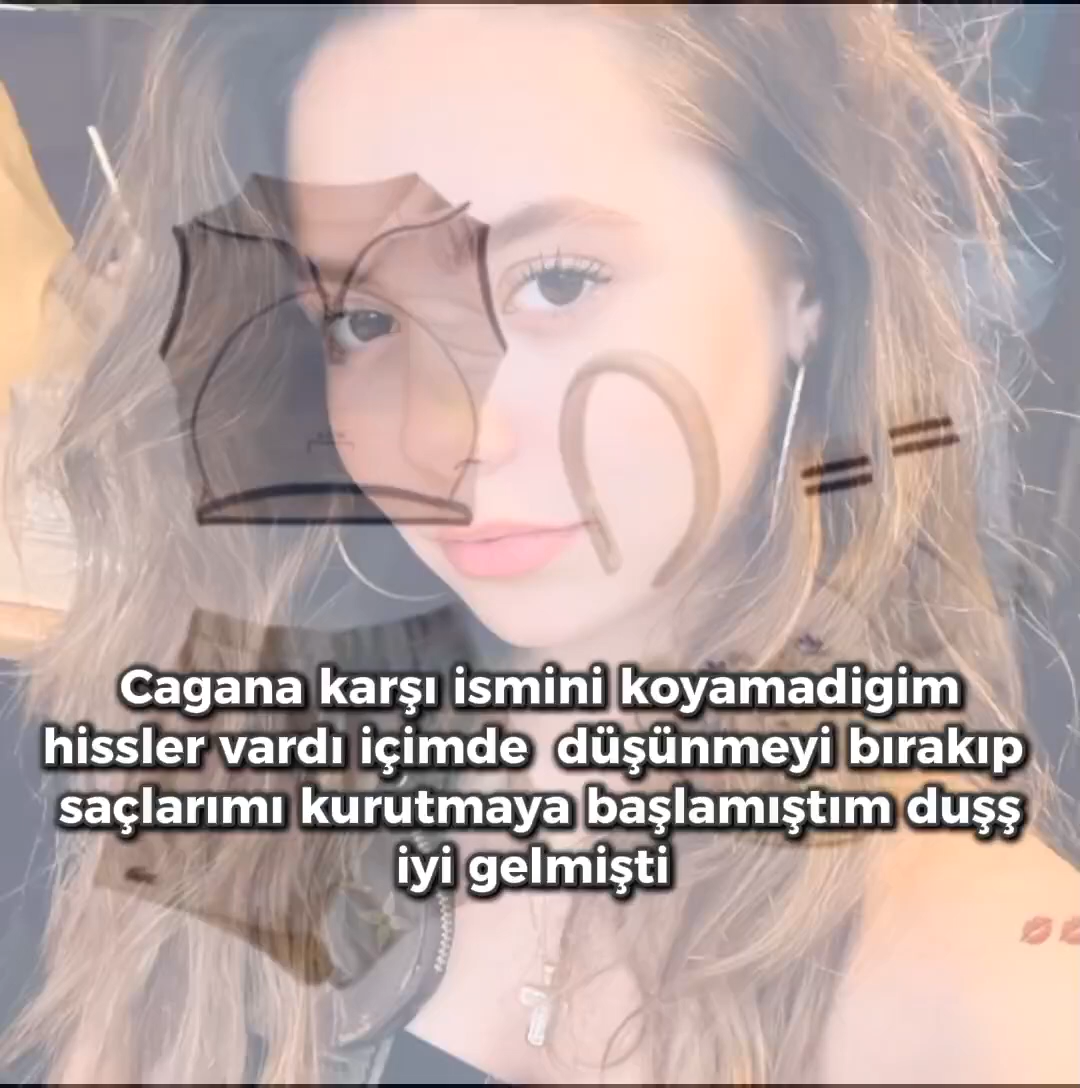 Cagana karşı ismini koyamadigim
hissler vardı içimde düşünmeyi bırakıp
saçlarımı kurutmaya başlamıştım duşş
iyi gelmişti